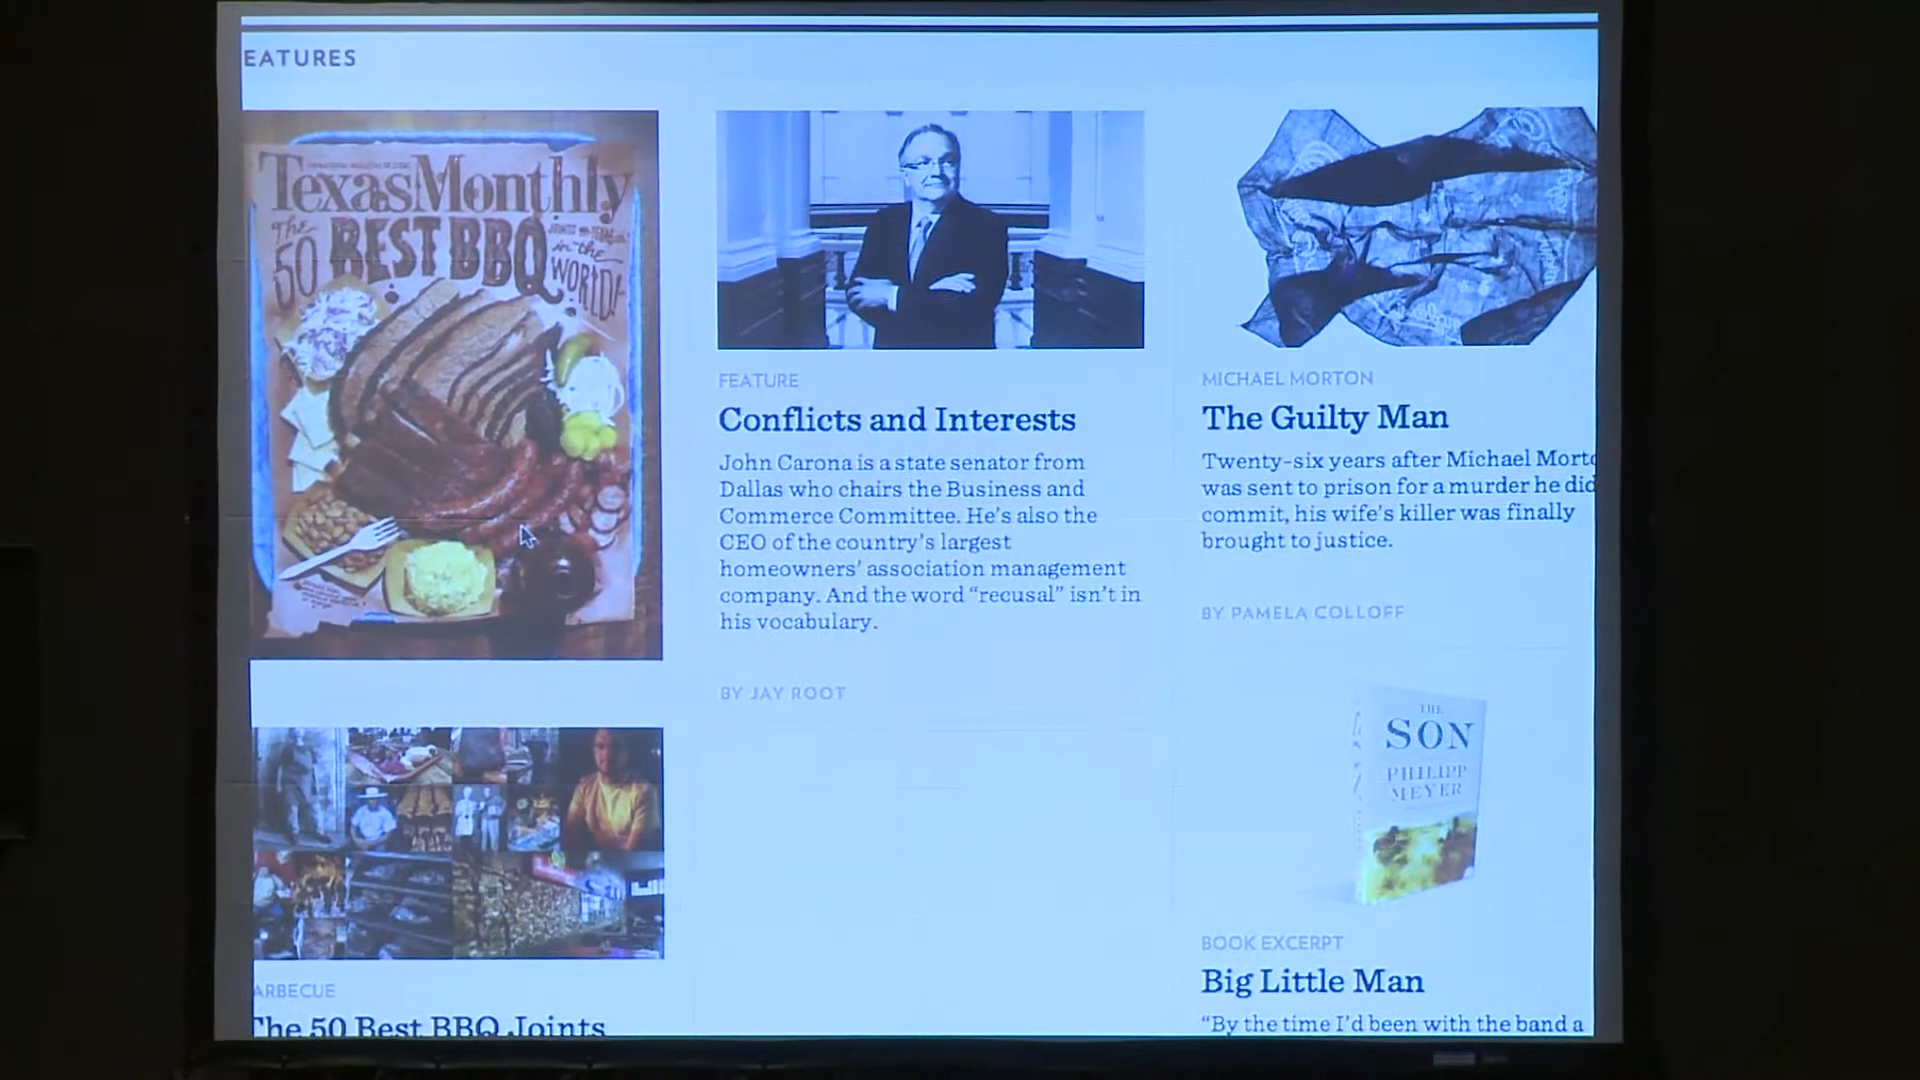 EATURES
Texas Monthly
The
50
BEST BBQ
JOINTS
in the
WORLD!
FEATURE
Conflicts and Interests
John Carona is a state senator from
Dallas who chairs the Business and
Commerce Committee. He's also the
CEO of the country's largest
homeowners' association management
company. And the word “recusal” isn't in
his vocabulary.
BY JAY ROOT
MICHAEL MORTON
The Guilty Man
Twenty-six years after Michael Morto
was sent to prison for a murder he did
commit, his wife's killer was finally
brought to justice.
BY PAMELA COLLOFF
THE
SON
PHILIPP
MEYER
BOOK EXCERPT
Big Little Man
“By the time I'd been with the band a
ARBECUE
The 50 Best BBQ Joints